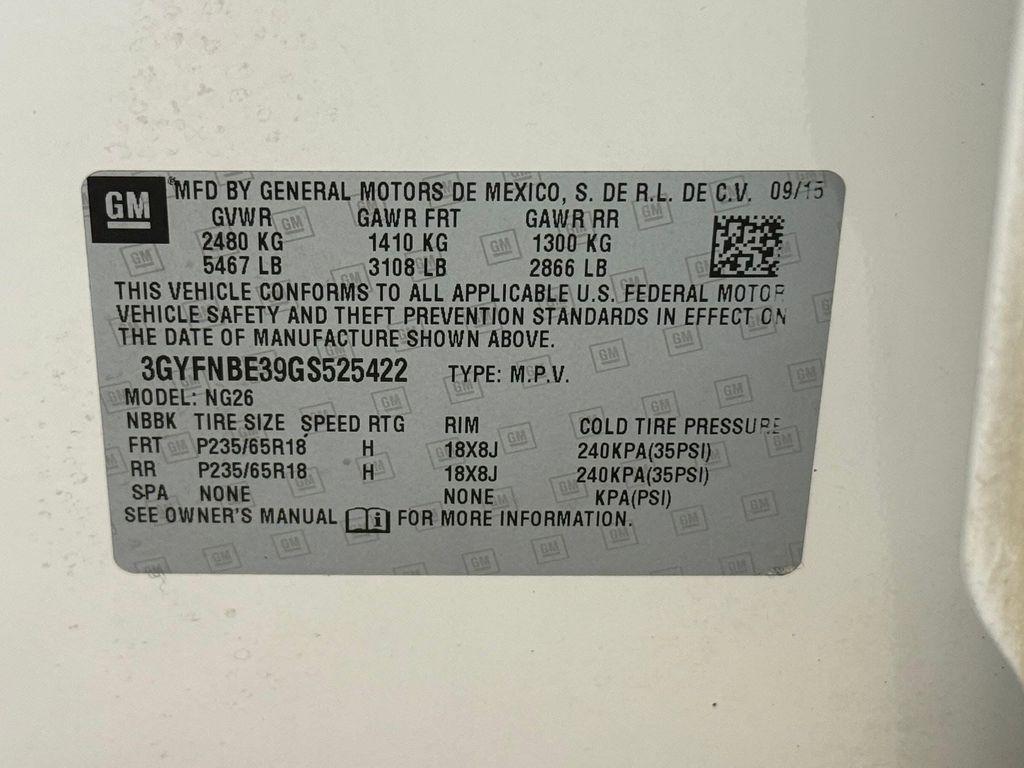 GM ® MFD BY GENERAL MOTORS DE MEXICO, S. DE R.L. DE C.V. 09/15
GVWR GAWR FRT GAWR RR
2480 KG 1410 KG 1300 KG
5467 LB 3108 LB 2866 LB
THIS VEHICLE CONFORMS TO ALL APPLICABLE U.S. FEDERAL MOTOR
VEHICLE SAFETY AND THEFT PREVENTION STANDARDS IN EFFECT ON
THE DATE OF MANUFACTURE SHOWN ABOVE.
3GYFNBE39GS525422 TYPE: M.P.V.
MODEL: NG26
NBBK TIRE SIZE SPEED RTG RIM COLD TIRE PRESSURE
FRT P235/65R18 H 18X8J 240KPA(35PSI)
RR P235/65R18 H 18X8J 240KPA(35PSI)
SPA NONE NONE KPA(PSI)
SEE OWNER'S MANUAL i FOR MORE INFORMATION.